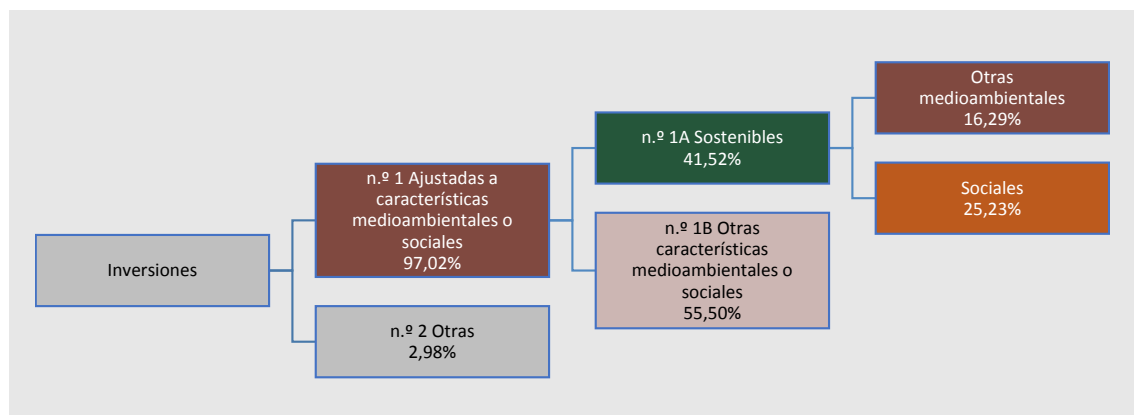 Inversiones
n.º 1 Ajustadas a
características
medioambientales o
sociales
97,02%
n.º 2 Otras
2,98%
n.º 1A Sostenibles
41,52%
n.º 1B Otras
características
medioambientales o
sociales
55,50%
Otras
medioambientales
16,29%
Sociales
25,23%